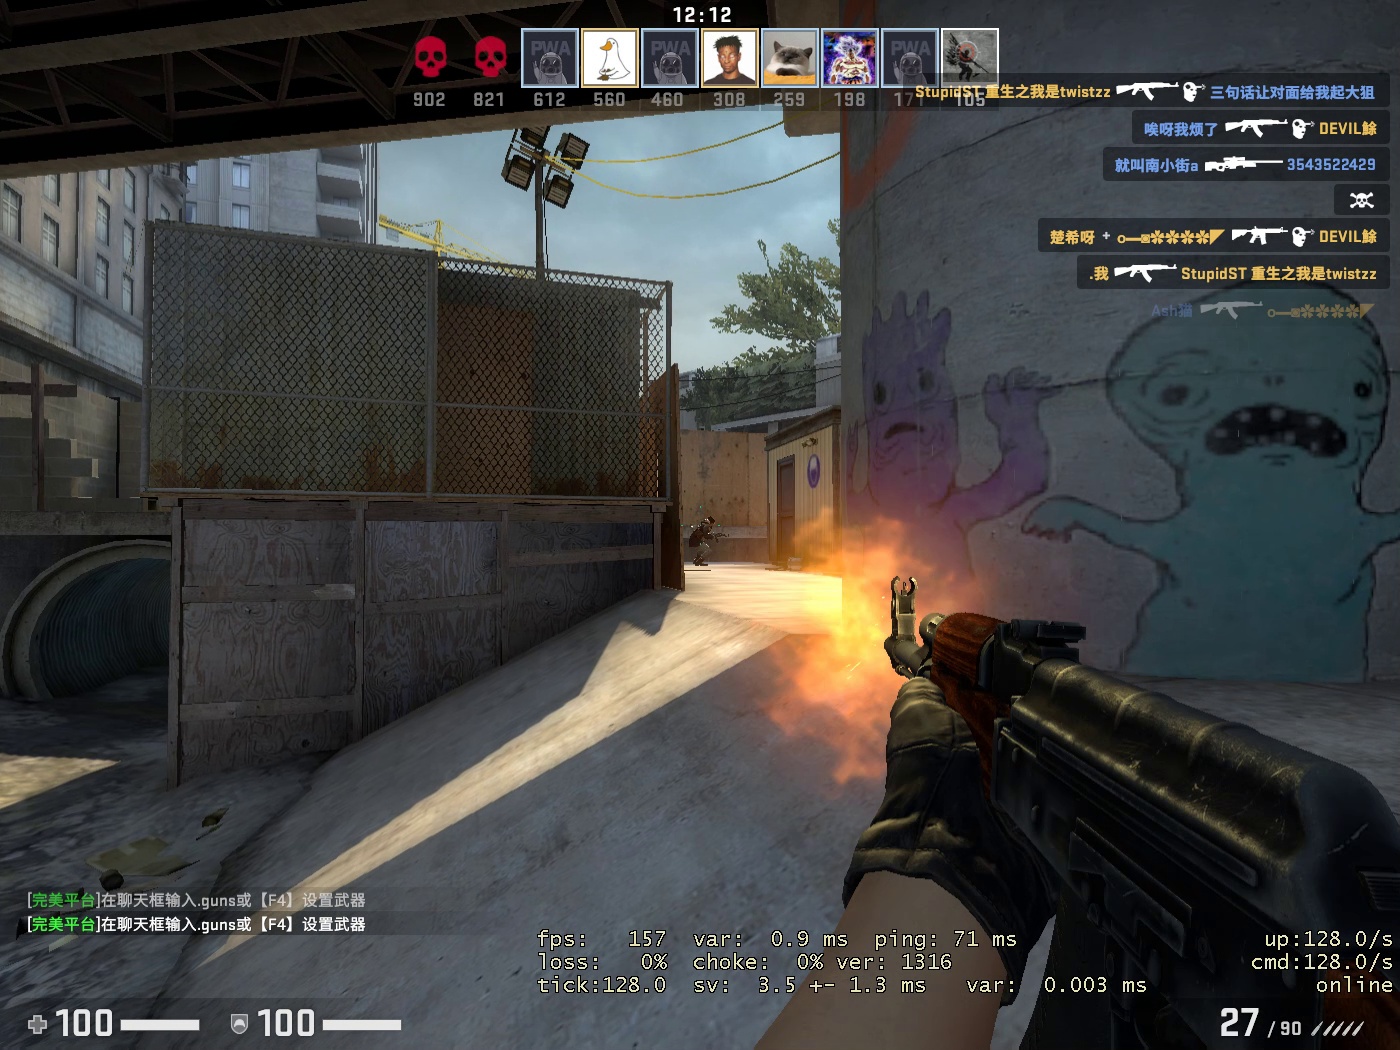 12:12
PWA PWA PWA
902 821 612 560 460 308 259 198 171 105
StupidST 重生之我是twistzz 三句话让对面给我起大狙
唉呀我烦了 DEVIL鮽
就叫南小街a 3543522429
楚希呀 + o—¤✤✤✤✤◤ DEVIL鮽
.我 StupidST 重生之我是twistzz
Ash猫
[完美平台]在聊天框输入.guns或【F4】设置武器
[完美平台]在聊天框输入.guns或【F4】设置武器
fps: 157 var: 0.9 ms ping: 71 ms up:128.0/s
loss: 0% choke: 0% ver: 1316 cmd:128.0/s
tick:128.0 sv: 3.5 +- 1.3 ms var: 0.003 ms online
100 100 27 / 90